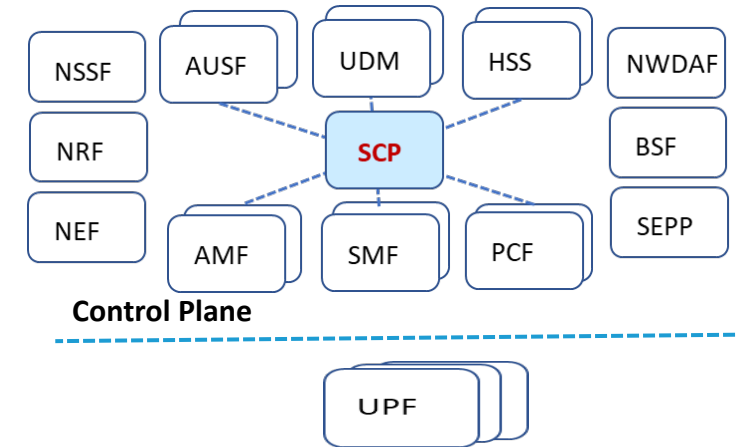 NSSF
AUSF
UDM
HSS
NWDAF
NRF
SCP
BSF
NEF
AMF
SMF
PCF
SEPP
Control Plane
UPF